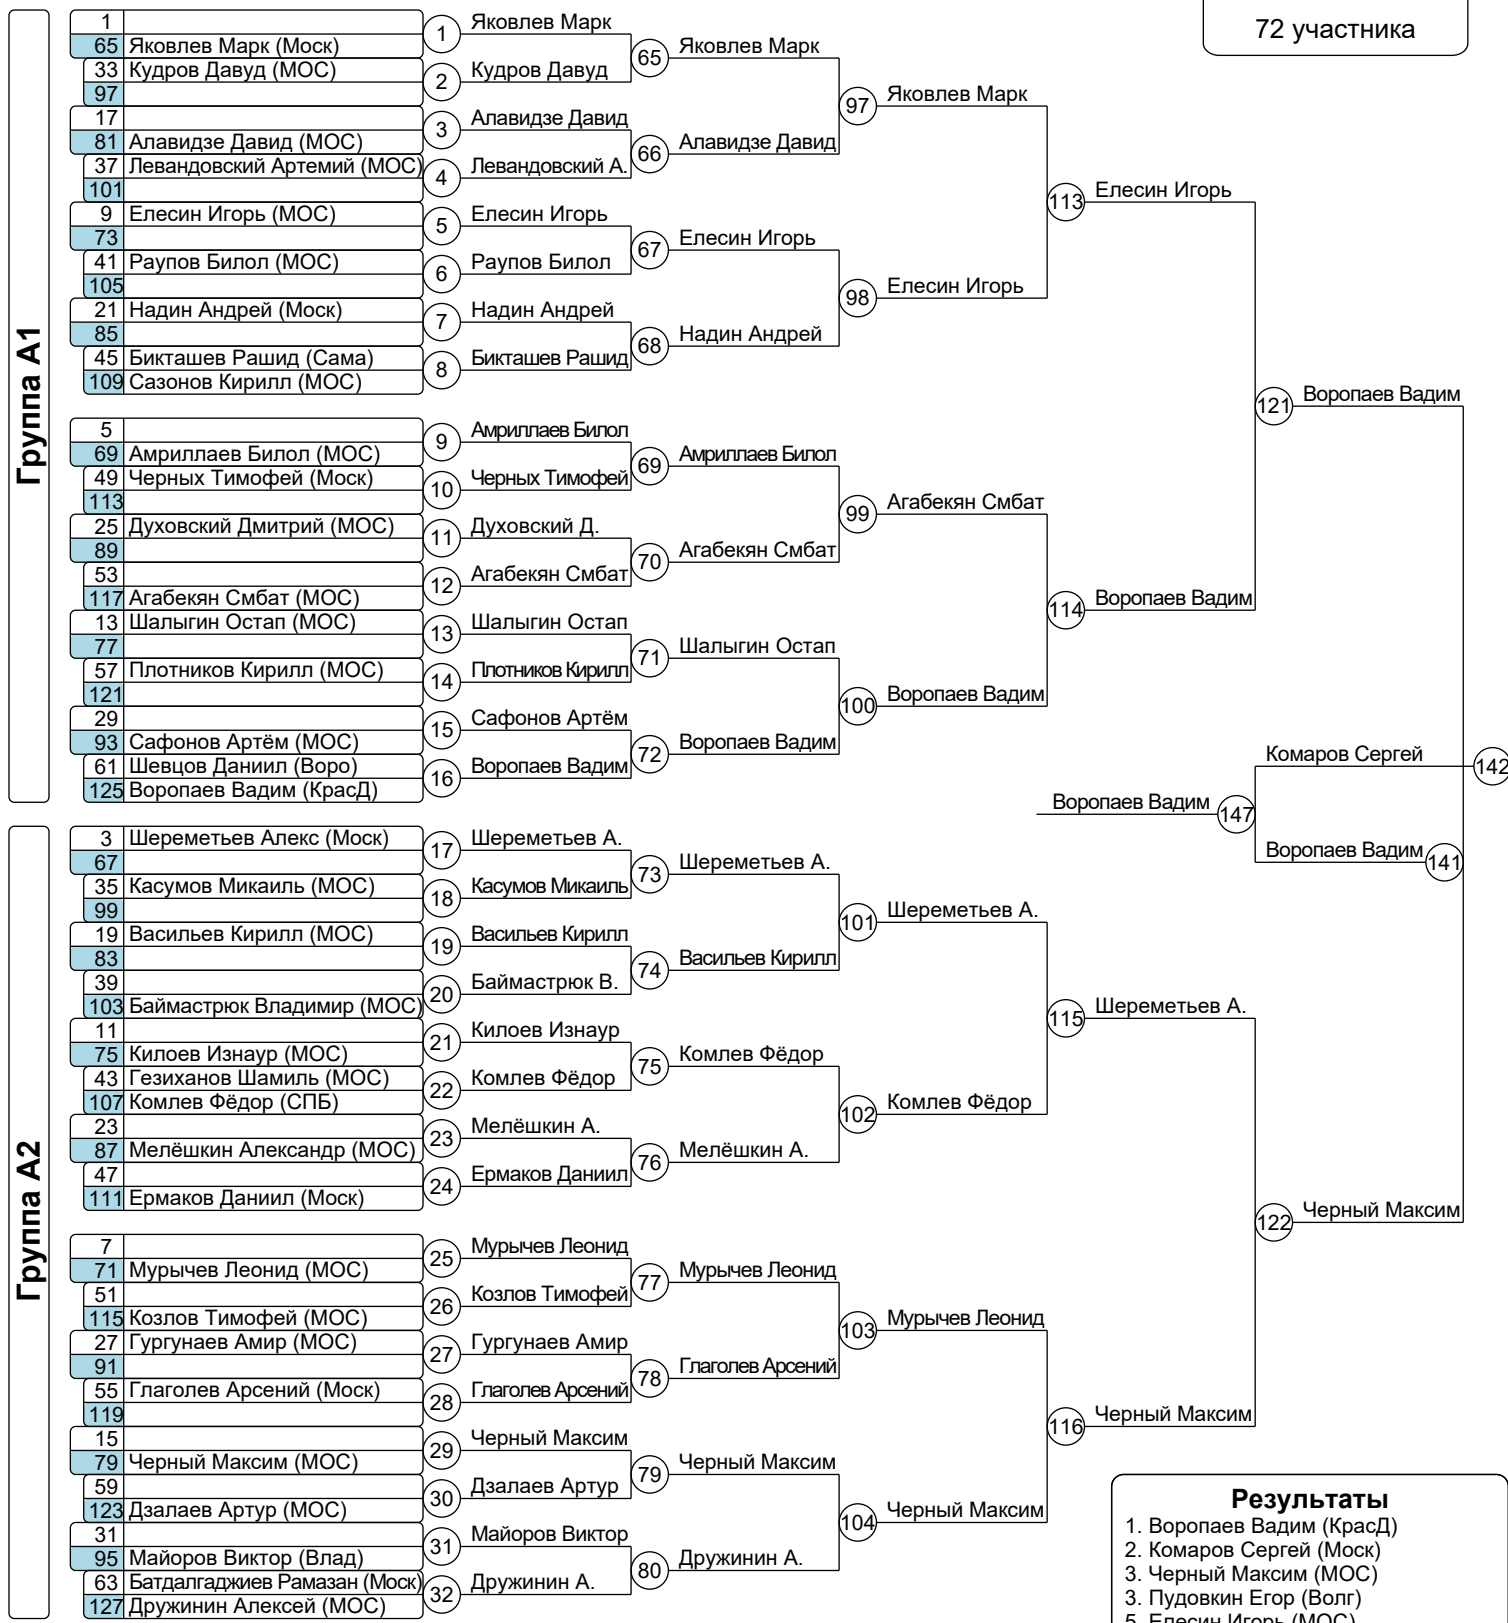 72 участника
Группа А1
1
65 Яковлев Марк (Моск)
33 Кудров Давуд (МОС)
97
17
81 Алавидзе Давид (МОС)
37 Левандовский Артемий (МОС)
101
9 Елесин Игорь (МОС)
73
41 Раупов Билол (МОС)
105
21 Надин Андрей (Моск)
85
45 Бикташев Рашид (Сама)
109 Сазонов Кирилл (МОС)
5
69 Амриллаев Билол (МОС)
49 Черных Тимофей (Моск)
113
25 Духовский Дмитрий (МОС)
89
53
117 Агабекян Смбат (МОС)
13 Шалыгин Остап (МОС)
77
57 Плотников Кирилл (МОС)
121
29
93 Сафонов Артём (МОС)
61 Шевцов Даниил (Воро)
125 Воропаев Вадим (КрасД)
Группа А2
3 Шереметьев Алекс (Моск)
67
35 Касумов Микаиль (МОС)
99
19 Васильев Кирилл (МОС)
83
39
103 Баймастрюк Владимир (МОС)
11
75 Килоев Изнаур (МОС)
43 Гезиханов Шамиль (МОС)
107 Комлев Фёдор (СПБ)
23
87 Мелёшкин Александр (МОС)
47
111 Ермаков Даниил (Моск)
7
71 Мурычев Леонид (МОС)
51
115 Козлов Тимофей (МОС)
27 Гургунаев Амир (МОС)
91
55 Глаголев Арсений (Моск)
119
15
79 Черный Максим (МОС)
59
123 Дзалаев Артур (МОС)
31
95 Майоров Виктор (Влад)
63 Батдалгаджиев Рамазан (Моск)
127 Дружинин Алексей (МОС)
1 Яковлев Марк
2 Кудров Давуд
3 Алавидзе Давид
4 Левандовский А.
5 Елесин Игорь
6 Раупов Билол
7 Надин Андрей
8 Бикташев Рашид
9 Амриллаев Билол
10 Черных Тимофей
11 Духовский Д.
12 Агабекян Смбат
13 Шалыгин Остап
14 Плотников Кирилл
15 Сафонов Артём
16 Воропаев Вадим
17 Шереметьев А.
18 Касумов Микаиль
19 Васильев Кирилл
20 Баймастрюк В.
21 Килоев Изнаур
22 Комлев Фёдор
23 Мелёшкин А.
24 Ермаков Даниил
25 Мурычев Леонид
26 Козлов Тимофей
27 Гургунаев Амир
28 Глаголев Арсений
29 Черный Максим
30 Дзалаев Артур
31 Майоров Виктор
32 Дружинин А.
65 Яковлев Марк
66 Алавидзе Давид
67 Елесин Игорь
68 Надин Андрей
69 Амриллаев Билол
70 Агабекян Смбат
71 Шалыгин Остап
72 Воропаев Вадим
73 Шереметьев А.
74 Васильев Кирилл
75 Комлев Фёдор
76 Мелёшкин А.
77 Мурычев Леонид
78 Глаголев Арсений
79 Черный Максим
80 Дружинин А.
97 Яковлев Марк
98 Елесин Игорь
99 Агабекян Смбат
100 Воропаев Вадим
101 Шереметьев А.
102 Комлев Фёдор
103 Мурычев Леонид
104 Черный Максим
113 Елесин Игорь
114 Воропаев Вадим
115 Шереметьев А.
116 Черный Максим
121 Воропаев Вадим
122 Черный Максим
Комаров Сергей 142
Воропаев Вадим 147
Воропаев Вадим 141
Результаты
1. Воропаев Вадим (КрасД)
2. Комаров Сергей (Моск)
3. Черный Максим (МОС)
3. Пудовкин Егор (Волг)
5. Елесин Игорь (МОС)